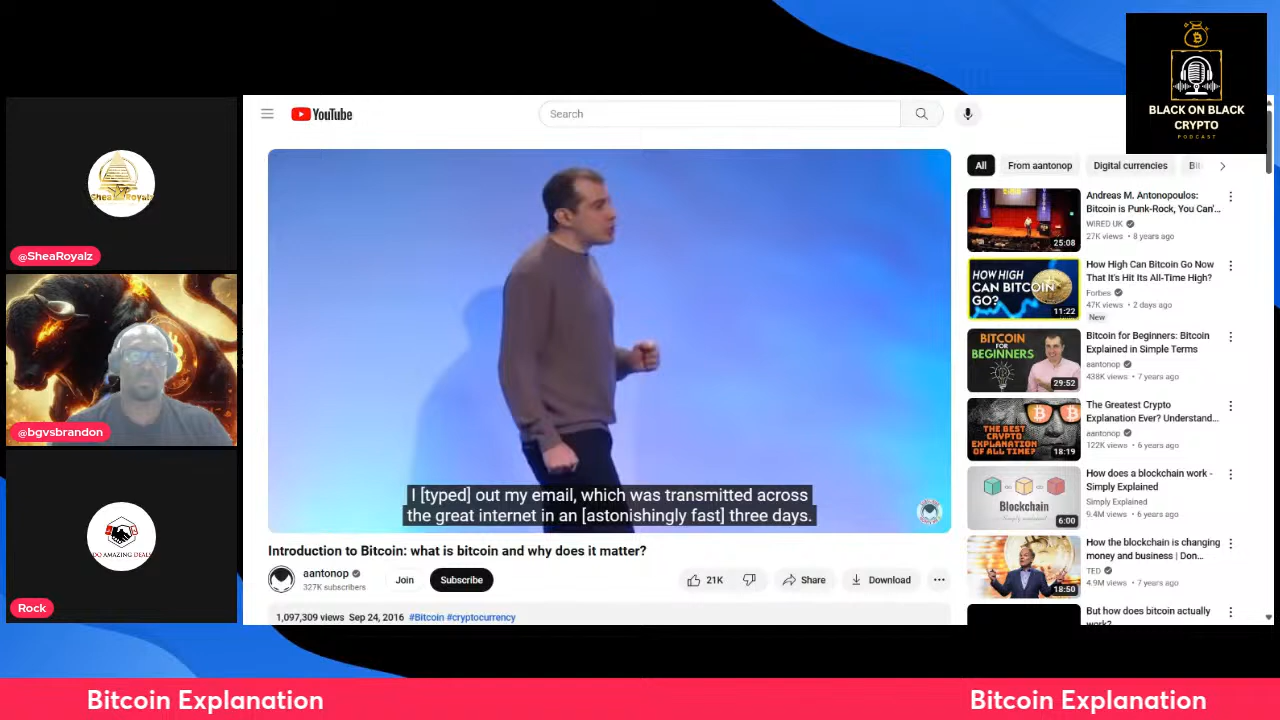 BLACK ON BLACK
CRYPTO
PODCAST
YouTube
Search
@SheaRoyalz
@bgvsbrandon
DO AMAZING DEALS
Rock
I [typed] out my email, which was transmitted across
the great internet in an [astonishingly fast] three days.
Introduction to Bitcoin: what is bitcoin and why does it matter?
aantonop
327K subscribers
Join
Subscribe
21K
Share
Download
1,097,309 views Sep 24, 2016 #Bitcoin #cryptocurrency
All
From aantonop
Digital currencies
Andreas M. Antonopoulos:
Bitcoin is Punk-Rock, You Can'...
WIRED UK
27K views • 8 years ago
25:08
HOW HIGH
CAN BITCOIN
GO?
11:22
How High Can Bitcoin Go Now
That It's Hit Its All-Time High?
Forbes
47K views • 2 days ago
New
BITCOIN
FOR
BEGINNERS
29:52
Bitcoin for Beginners: Bitcoin
Explained in Simple Terms
aantonop
438K views • 7 years ago
THE BEST
CRYPTO
EXPLANATION
OF ALL TIME?
18:19
The Greatest Crypto
Explanation Ever? Understand...
aantonop
122K views • 6 years ago
Blockchain
Simply Explained
6:00
How does a blockchain work -
Simply Explained
Simply Explained
9.4M views • 6 years ago
18:50
How the blockchain is changing
money and business | Don...
TED
4.9M views • 7 years ago
But how does bitcoin actually
work?
Bitcoin Explanation
Bitcoin Explanation